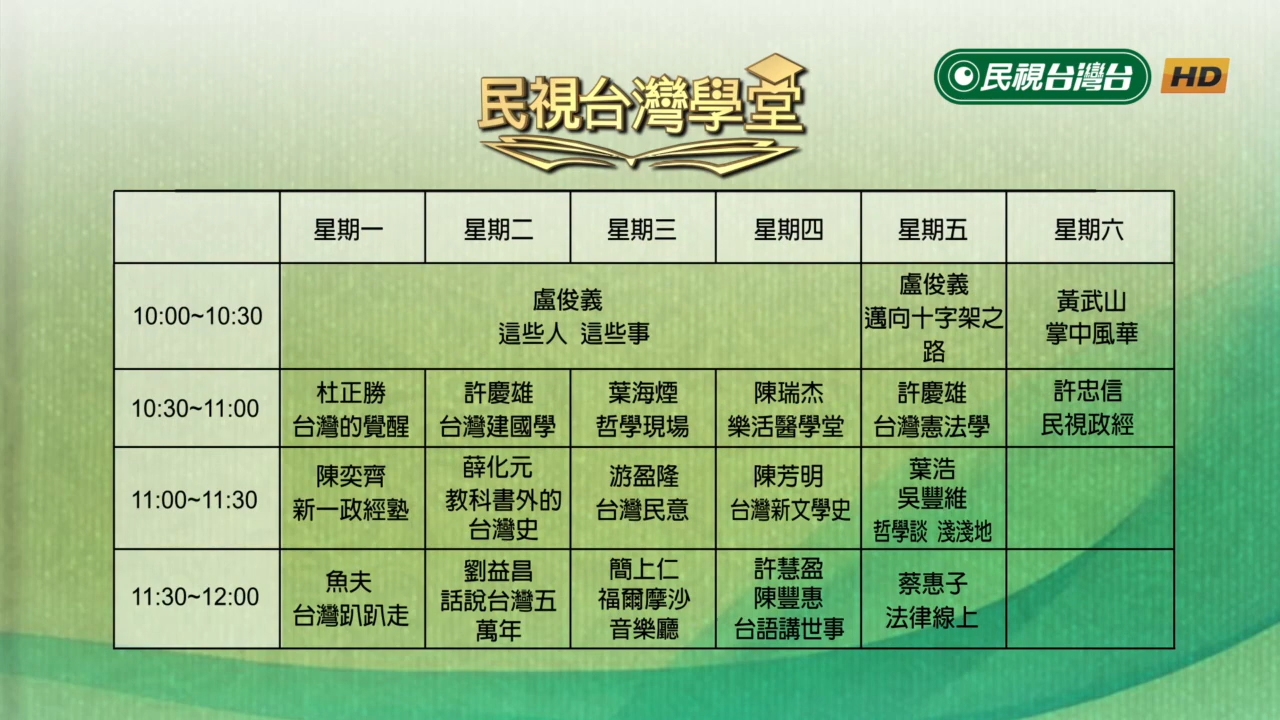 民視台灣學堂
民視台灣台 HD
星期一 星期二 星期三 星期四 星期五 星期六
10:00~10:30
盧俊義
這些人 這些事
盧俊義
邁向十字架之
路
黃武山
掌中風華
10:30~11:00
杜正勝
台灣的覺醒
許慶雄
台灣建國學
葉海煙
哲學現場
陳瑞杰
樂活醫學堂
許慶雄
台灣憲法學
許忠信
民視政經
11:00~11:30
陳奕齊
新一政經塾
薛化元
教科書外的
台灣史
游盈隆
台灣民意
陳芳明
台灣新文學史
葉浩
吳豐維
哲學談 淺淺地
11:30~12:00
魚夫
台灣趴趴走
劉益昌
話說台灣五
萬年
簡上仁
福爾摩沙
音樂廳
許慧盈
陳豐惠
台語講世事
蔡惠子
法律線上